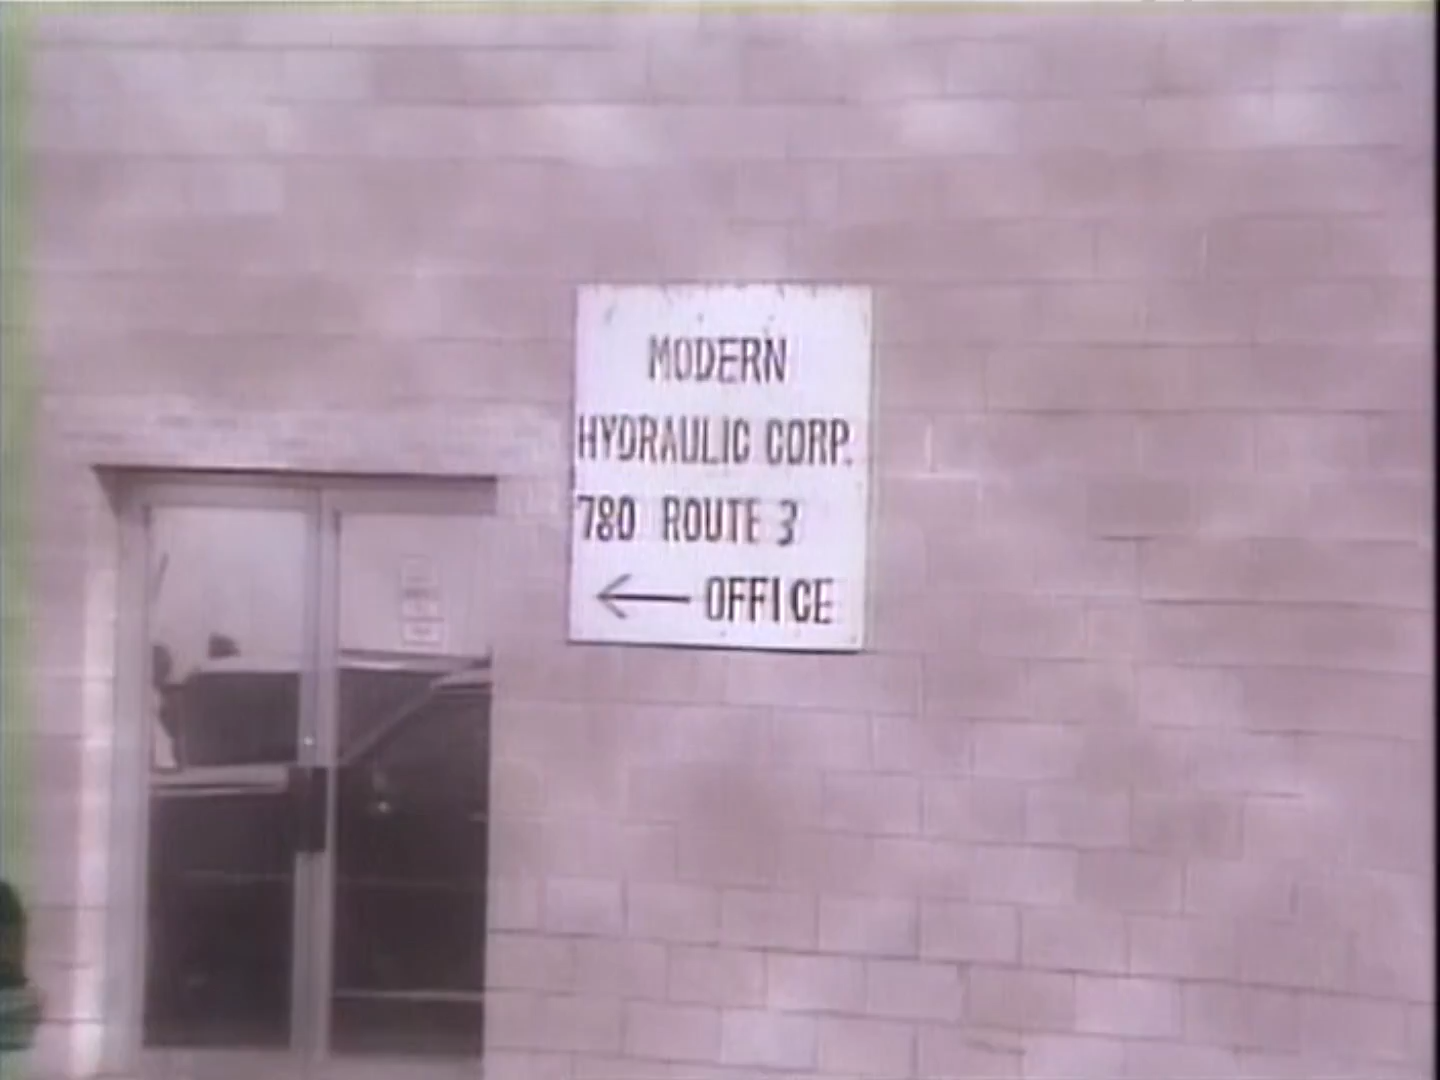 MODERN
HYDRAULIC CORP.
780 ROUTE 3
← OFFICE